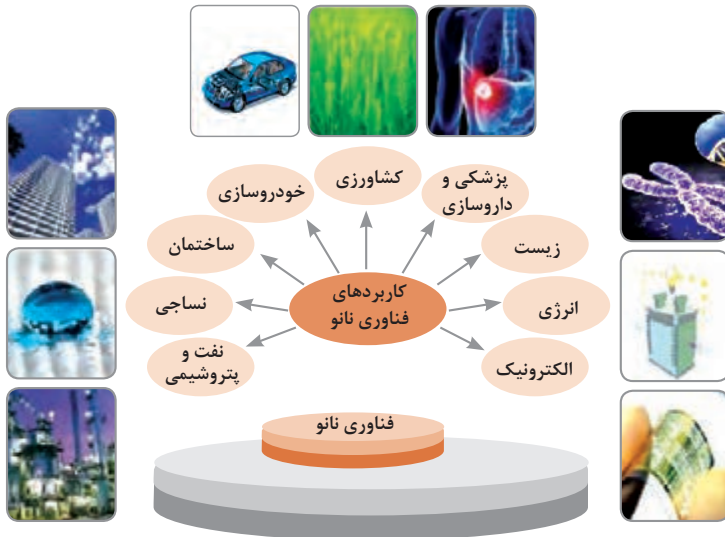 کشاورزی
پزشکی و
داروسازی
خودروسازی
زیست
ساختمان
انرژی
کاربردهای
فناوری نانو
نساجی
الکترونیک
نفت و
پتروشیمی
فناوری نانو